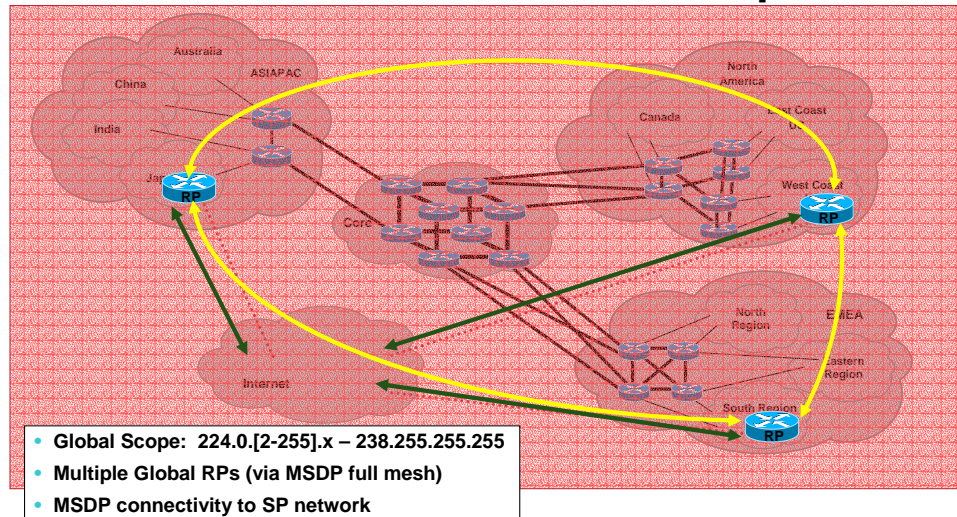 Australia
ASIAPAC
China
India
RP
North
America
Canada
East Coast
West Coast
RP
Core
Internet
North
Region
EMEA
Eastern
Region
South Region
RP
• Global Scope: 224.0.[2-255].x – 238.255.255.255
• Multiple Global RPs (via MSDP full mesh)
• MSDP connectivity to SP network